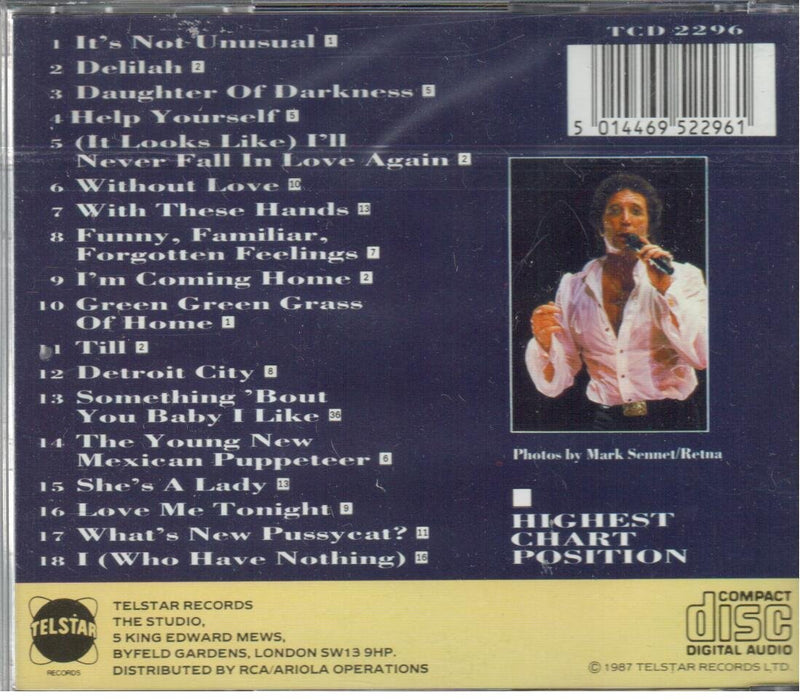 1 It's Not Unusual 1
2 Delilah 2
3 Daughter Of Darkness 5
4 Help Yourself 5
5 (It Looks Like) I'll
Never Fall In Love Again 2
6 Without Love 10
7 With These Hands 13
8 Funny, Familiar,
Forgotten Feelings 7
9 I'm Coming Home 2
10 Green Green Grass
Of Home 1
11 Till 2
12 Detroit City 8
13 Something 'Bout
You Baby I Like 36
14 The Young New
Mexican Puppeteer 6
15 She's A Lady 13
16 Love Me Tonight 9
17 What's New Pussycat? 11
18 I (Who Have Nothing) 16
TCD 2296
5 014469 522961
Photos by Mark Sennet/Retna
HIGHEST
CHART
POSITION
TELSTAR
RECORDS
TELSTAR RECORDS
THE STUDIO,
5 KING EDWARD MEWS,
BYFELD GARDENS, LONDON SW13 9HP.
DISTRIBUTED BY RCA/ARIOLA OPERATIONS
COMPACT
disc
DIGITAL AUDIO
© 1987 TELSTAR RECORDS LTD.